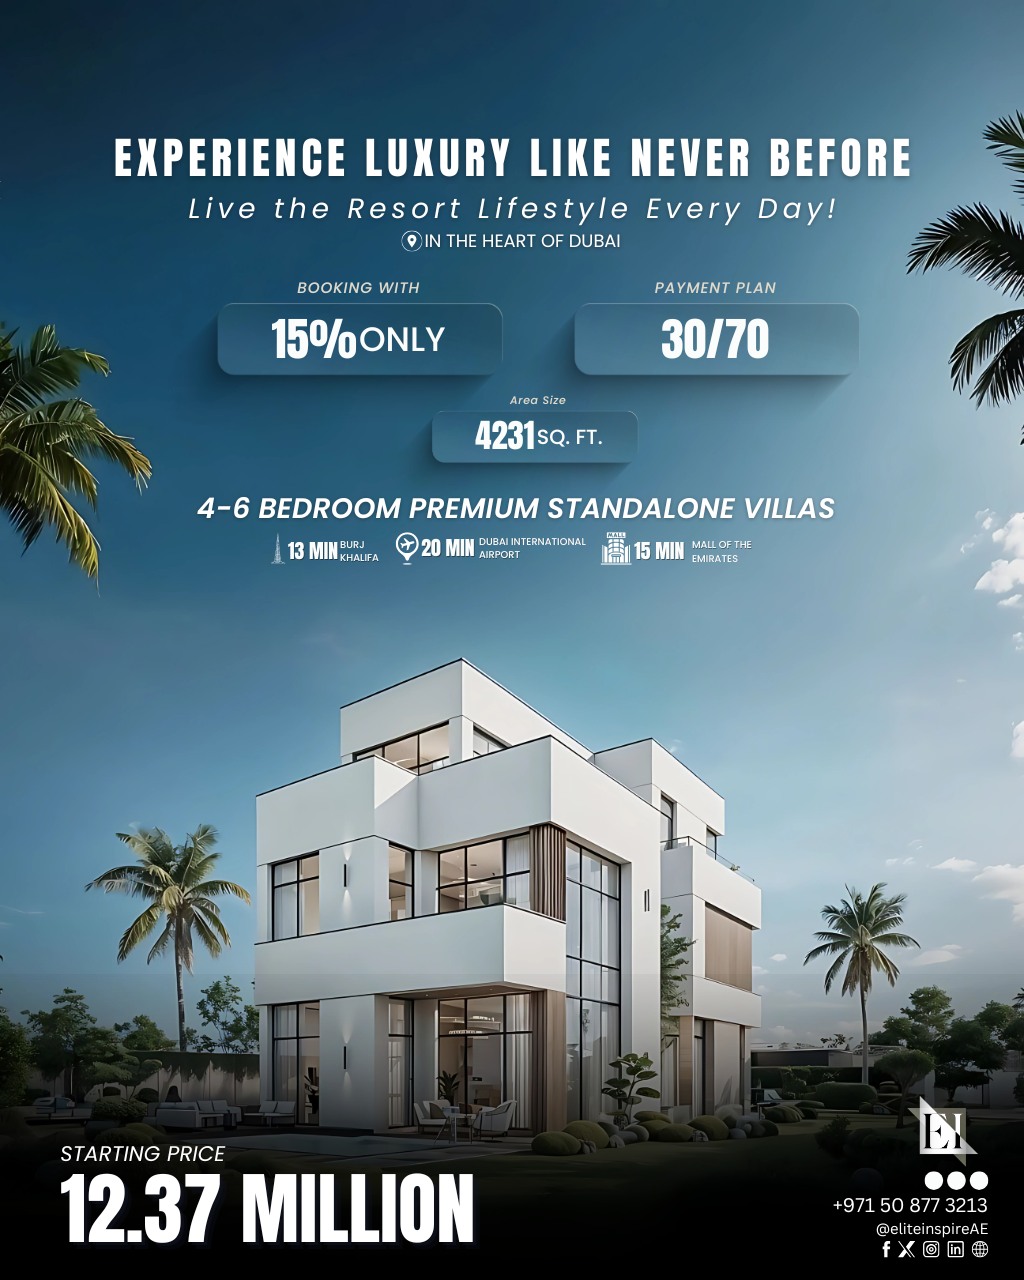 EXPERIENCE LUXURY LIKE NEVER BEFORE
Live the Resort Lifestyle Every Day!
IN THE HEART OF DUBAI
BOOKING WITH
15% ONLY
PAYMENT PLAN
30/70
Area Size
4231 SQ. FT.
4-6 BEDROOM PREMIUM STANDALONE VILLAS
13 MIN BURJ KHALIFA
20 MIN DUBAI INTERNATIONAL AIRPORT
MALL
15 MIN MALL OF THE EMIRATES
STARTING PRICE
12.37 MILLION
EI
+971 50 877 3213
@eliteinspireAE